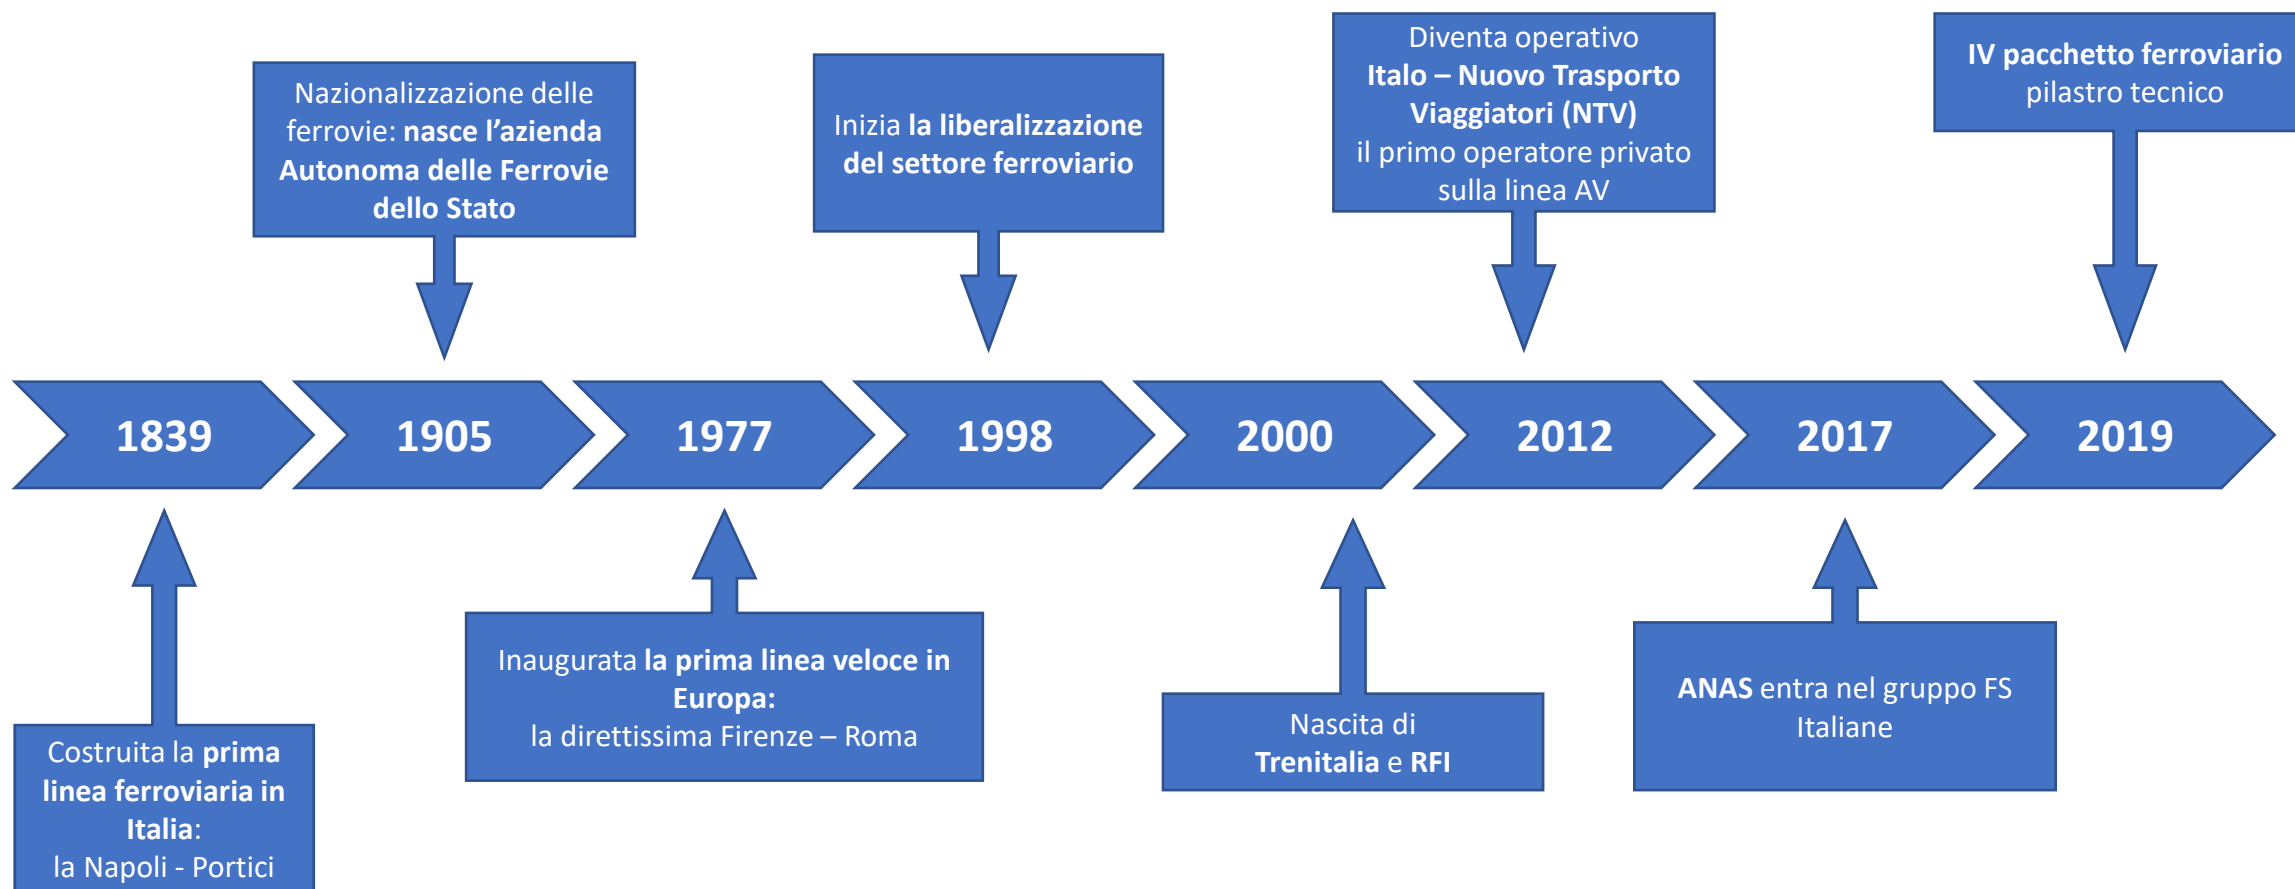 Nazionalizzazione delle
ferrovie: nasce l’azienda
Autonoma delle Ferrovie
dello Stato
Inizia la liberalizzazione
del settore ferroviario
Diventa operativo
Italo – Nuovo Trasporto
Viaggiatori (NTV)
il primo operatore privato
sulla linea AV
IV pacchetto ferroviario
pilastro tecnico
1839
1905
1977
1998
2000
2012
2017
2019
Costruita la prima
linea ferroviaria in
Italia:
la Napoli - Portici
Inaugurata la prima linea veloce in
Europa:
la direttissima Firenze – Roma
Nascita di
Trenitalia e RFI
ANAS entra nel gruppo FS
Italiane